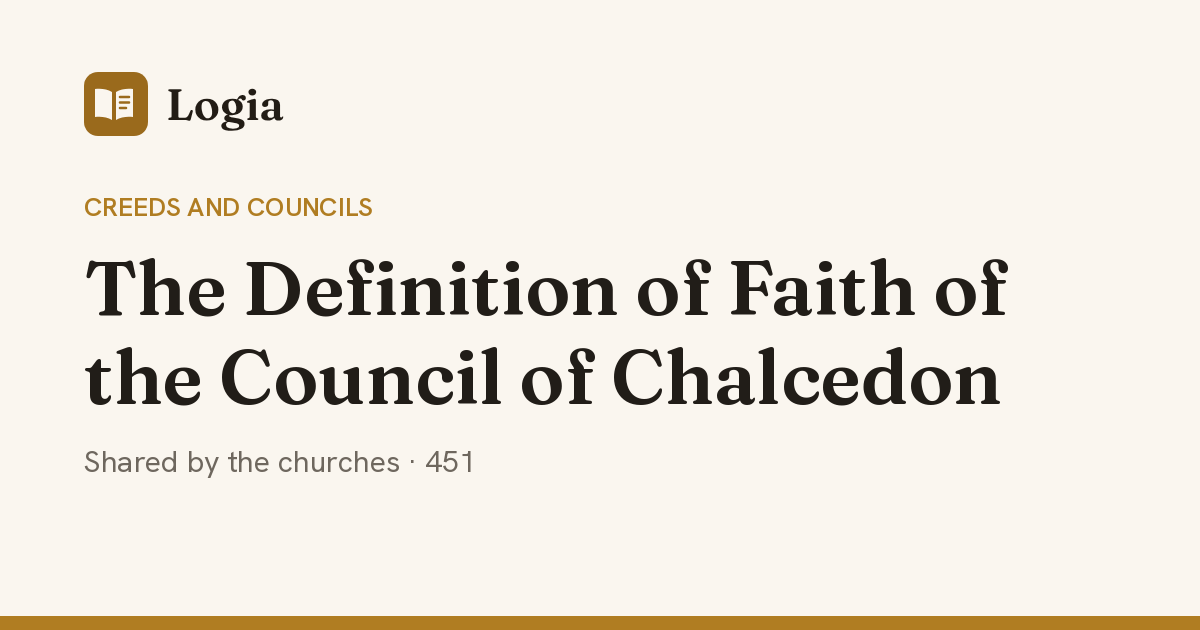 Logia
CREEDS AND COUNCILS
The Definition of Faith of
the Council of Chalcedon
Shared by the churches · 451